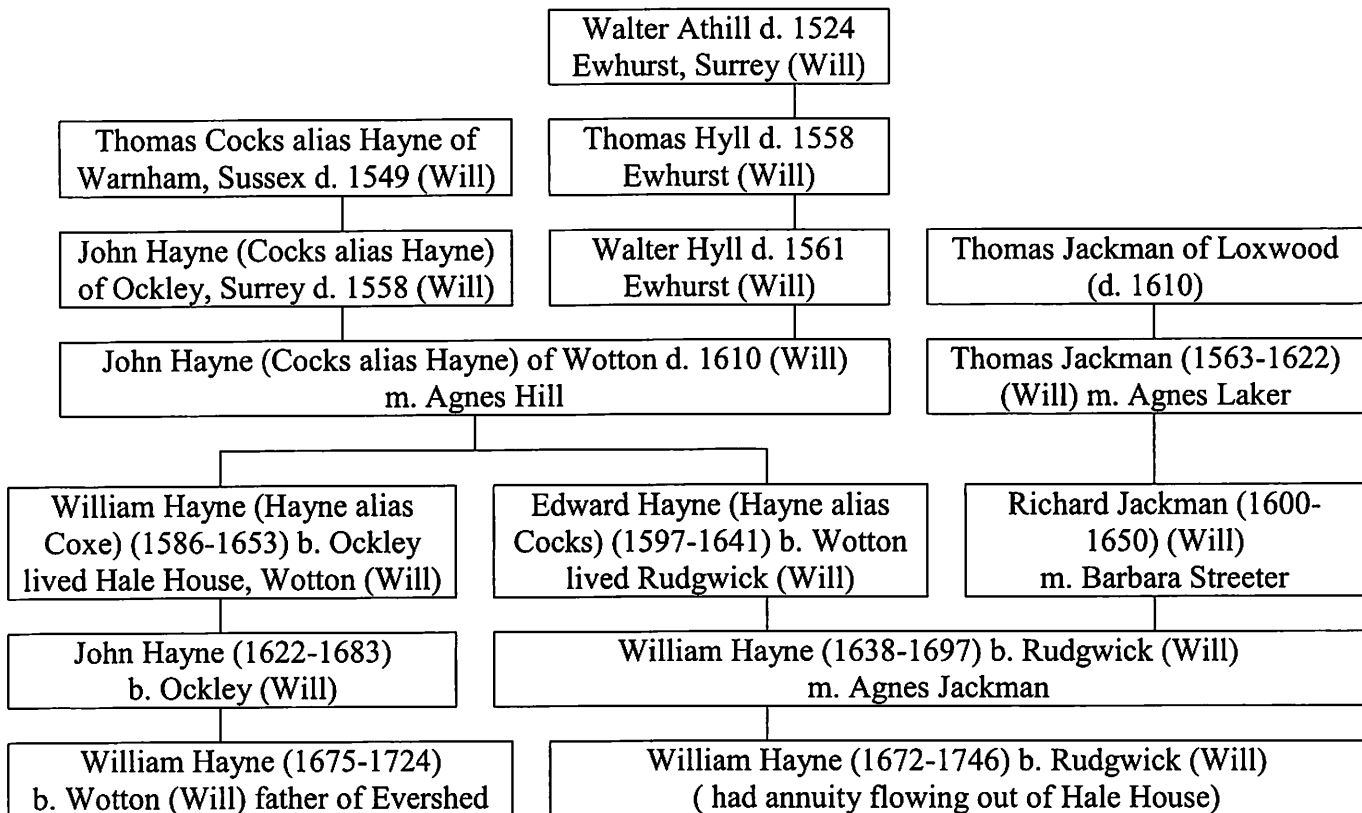 Walter Athill d. 1524
Ewhurst, Surrey (Will)
Thomas Cocks alias Hayne of
Warnham, Sussex d. 1549 (Will)
Thomas Hyll d. 1558
Ewhurst (Will)
John Hayne (Cocks alias Hayne)
of Ockley, Surrey d. 1558 (Will)
Walter Hyll d. 1561
Ewhurst (Will)
Thomas Jackman of Loxwood
(d. 1610)
John Hayne (Cocks alias Hayne) of Wotton d. 1610 (Will)
m. Agnes Hill
Thomas Jackman (1563-1622)
(Will) m. Agnes Laker
William Hayne (Hayne alias
Coxe) (1586-1653) b. Ockley
lived Hale House, Wotton (Will)
Edward Hayne (Hayne alias
Cocks) (1597-1641) b. Wotton
lived Rudgwick (Will)
Richard Jackman (1600-
1650) (Will)
m. Barbara Streeter
John Hayne (1622-1683)
b. Ockley (Will)
William Hayne (1638-1697) b. Rudgwick (Will)
m. Agnes Jackman
William Hayne (1675-1724)
b. Wotton (Will) father of Evershed
William Hayne (1672-1746) b. Rudgwick (Will)
( had annuity flowing out of Hale House)